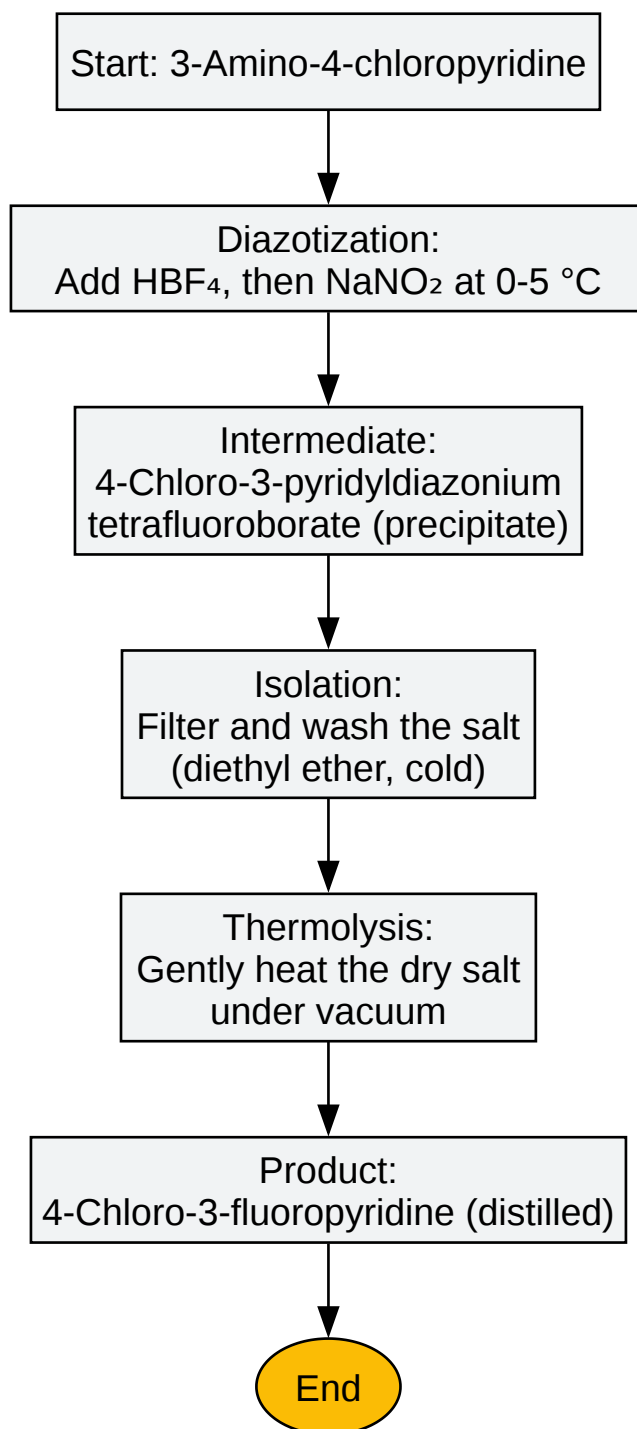 Start: 3-Amino-4-chloropyridine
Diazotization:
Add HBF₄, then NaNO₂ at 0-5 °C
Intermediate:
4-Chloro-3-pyridyldiazonium
tetrafluoroborate (precipitate)
Isolation:
Filter and wash the salt
(diethyl ether, cold)
Thermolysis:
Gently heat the dry salt
under vacuum
Product:
4-Chloro-3-fluoropyridine (distilled)
End